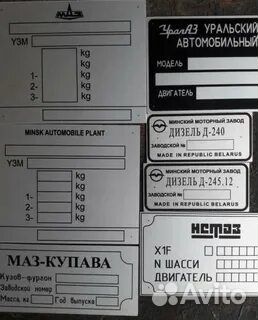 МАЗ
УЗМ
kg
kg
1- kg
2- kg
3- kg
MINSK AUTOMOBILE PLANT
УЗМ
kg
kg
1- kg
2- kg
3- kg
МАЗ-КУПАВА
Кузов-фургон
Заводской номер
Масса, кг
Год выпуска
УралАЗ УРАЛЬСКИЙ
АВТОМОБИЛЬНЫЙ
МОДЕЛЬ
ДВИГАТЕЛЬ
МИНСКИЙ МОТОРНЫЙ ЗАВОД
ДИЗЕЛЬ Д-240
ЗАВОДСКОЙ №
MADE IN REPUBLIC BELARUS
МИНСКИЙ МОТОРНЫЙ ЗАВОД
ДИЗЕЛЬ Д-245.12
ЗАВОДСКОЙ №
MADE IN REPUBLIC BELARUS
НЕФАЗ
X1F
N ШАССИ
ДВИГАТЕЛЬ
Avito